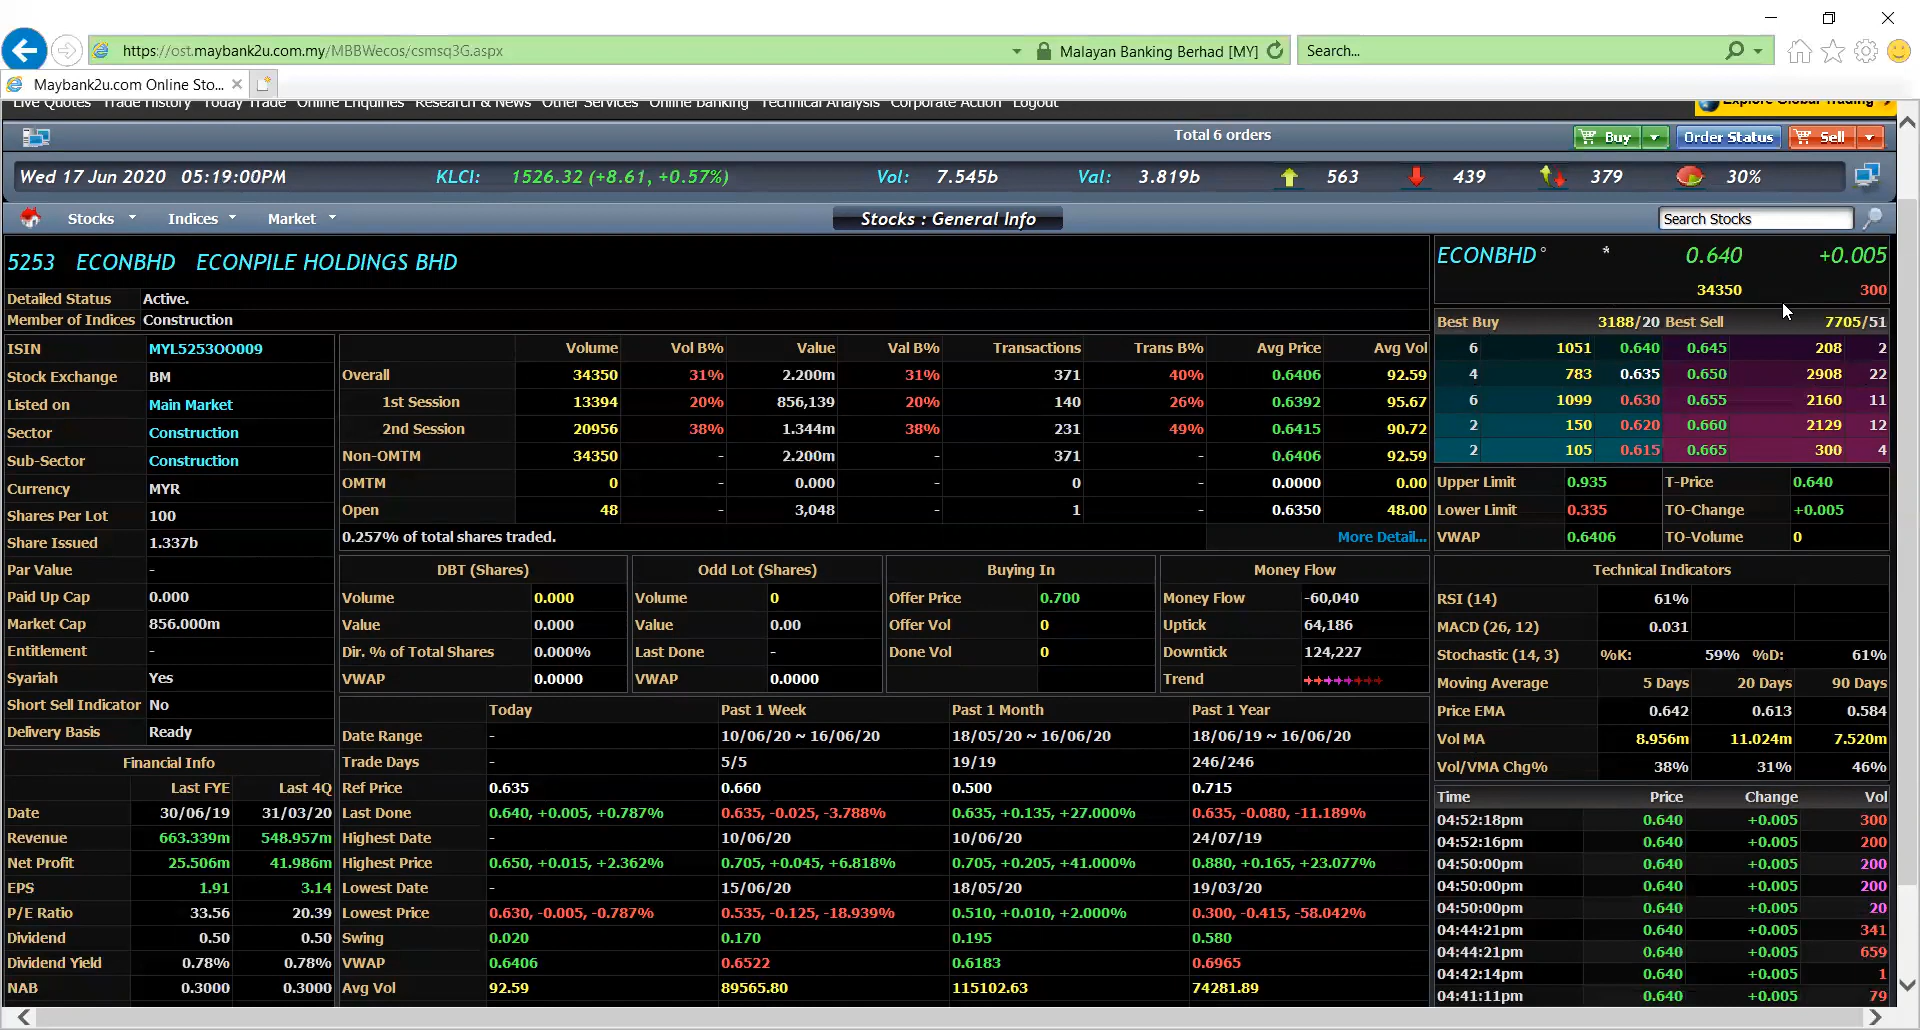 https://ost.maybank2u.com.my/MBBWecos/csmsq3G.aspx Malayan Banking Berhad [MY] Search...
Maybank2u.com Online Sto...
Live Quotes Trade History Today Trade Online Enquiries Research & News Other Services Online Banking Technical Analysis Corporate Action Logout Explore Global Trading
Total 6 orders Buy Order Status Sell
Wed 17 Jun 2020 05:19:00PM KLCI: 1526.32 (+8.61, +0.57%) Vol: 7.545b Val: 3.819b 563 439 379 30%
Stocks Indices Market Stocks : General Info Search Stocks
5253 ECONBHD ECONPILE HOLDINGS BHD
Detailed Status Active.
Member of Indices Construction
ISIN MYL5253OO009
Stock Exchange BM
Listed on Main Market
Sector Construction
Sub-Sector Construction
Currency MYR
Shares Per Lot 100
Share Issued 1.337b
Par Value -
Paid Up Cap 0.000
Market Cap 856.000m
Entitlement -
Syariah Yes
Short Sell Indicator No
Delivery Basis Ready
Financial Info
Last FYE Last 4Q
Date 30/06/19 31/03/20
Revenue 663.339m 548.957m
Net Profit 25.506m 41.986m
EPS 1.91 3.14
P/E Ratio 33.56 20.39
Dividend 0.50 0.50
Dividend Yield 0.78% 0.78%
NAB 0.3000 0.3000
Volume Vol B% Value Val B% Transactions Trans B% Avg Price Avg Vol
Overall 34350 31% 2.200m 31% 371 40% 0.6406 92.59
1st Session 13394 20% 856,139 20% 140 26% 0.6392 95.67
2nd Session 20956 38% 1.344m 38% 231 49% 0.6415 90.72
Non-OMTM 34350 - 2.200m - 371 - 0.6406 92.59
OMTM 0 - 0.000 - 0 - 0.0000 0.00
Open 48 - 3,048 - 1 - 0.6350 48.00
0.257% of total shares traded. More Detail...
DBT (Shares)
Volume 0.000
Value 0.000
Dir. % of Total Shares 0.000%
VWAP 0.0000
Odd Lot (Shares)
Volume 0
Value 0.00
Last Done -
VWAP 0.0000
Buying In
Offer Price 0.700
Offer Vol 0
Done Vol 0
Money Flow
Money Flow -60,040
Uptick 64,186
Downtick 124,227
Trend
Today Past 1 Week Past 1 Month Past 1 Year
Date Range - 10/06/20 ~ 16/06/20 18/05/20 ~ 16/06/20 18/06/19 ~ 16/06/20
Trade Days - 5/5 19/19 246/246
Ref Price 0.635 0.660 0.500 0.715
Last Done 0.640, +0.005, +0.787% 0.635, -0.025, -3.788% 0.635, +0.135, +27.000% 0.635, -0.080, -11.189%
Highest Date - 10/06/20 10/06/20 24/07/19
Highest Price 0.650, +0.015, +2.362% 0.705, +0.045, +6.818% 0.705, +0.205, +41.000% 0.880, +0.165, +23.077%
Lowest Date - 15/06/20 18/05/20 19/03/20
Lowest Price 0.630, -0.005, -0.787% 0.535, -0.125, -18.939% 0.510, +0.010, +2.000% 0.300, -0.415, -58.042%
Swing 0.020 0.170 0.195 0.580
VWAP 0.6406 0.6522 0.6183 0.6965
Avg Vol 92.59 89565.80 115102.63 74281.89
ECONBHD° * 0.640 +0.005
34350 300
Best Buy 3188/20 Best Sell 7705/51
6 1051 0.640 0.645 208 2
4 783 0.635 0.650 2908 22
6 1099 0.630 0.655 2160 11
2 150 0.620 0.660 2129 12
2 105 0.615 0.665 300 4
Upper Limit 0.935 T-Price 0.640
Lower Limit 0.335 TO-Change +0.005
VWAP 0.6406 TO-Volume 0
Technical Indicators
RSI (14) 61%
MACD (26, 12) 0.031
Stochastic (14, 3) %K: 59% %D: 61%
Moving Average 5 Days 20 Days 90 Days
Price EMA 0.642 0.613 0.584
Vol MA 8.956m 11.024m 7.520m
Vol/VMA Chg% 38% 31% 46%
Time Price Change Vol
04:52:18pm 0.640 +0.005 300
04:52:16pm 0.640 +0.005 200
04:50:00pm 0.640 +0.005 200
04:50:00pm 0.640 +0.005 200
04:50:00pm 0.640 +0.005 20
04:44:21pm 0.640 +0.005 341
04:44:21pm 0.640 +0.005 659
04:42:14pm 0.640 +0.005 1
04:41:11pm 0.640 +0.005 79